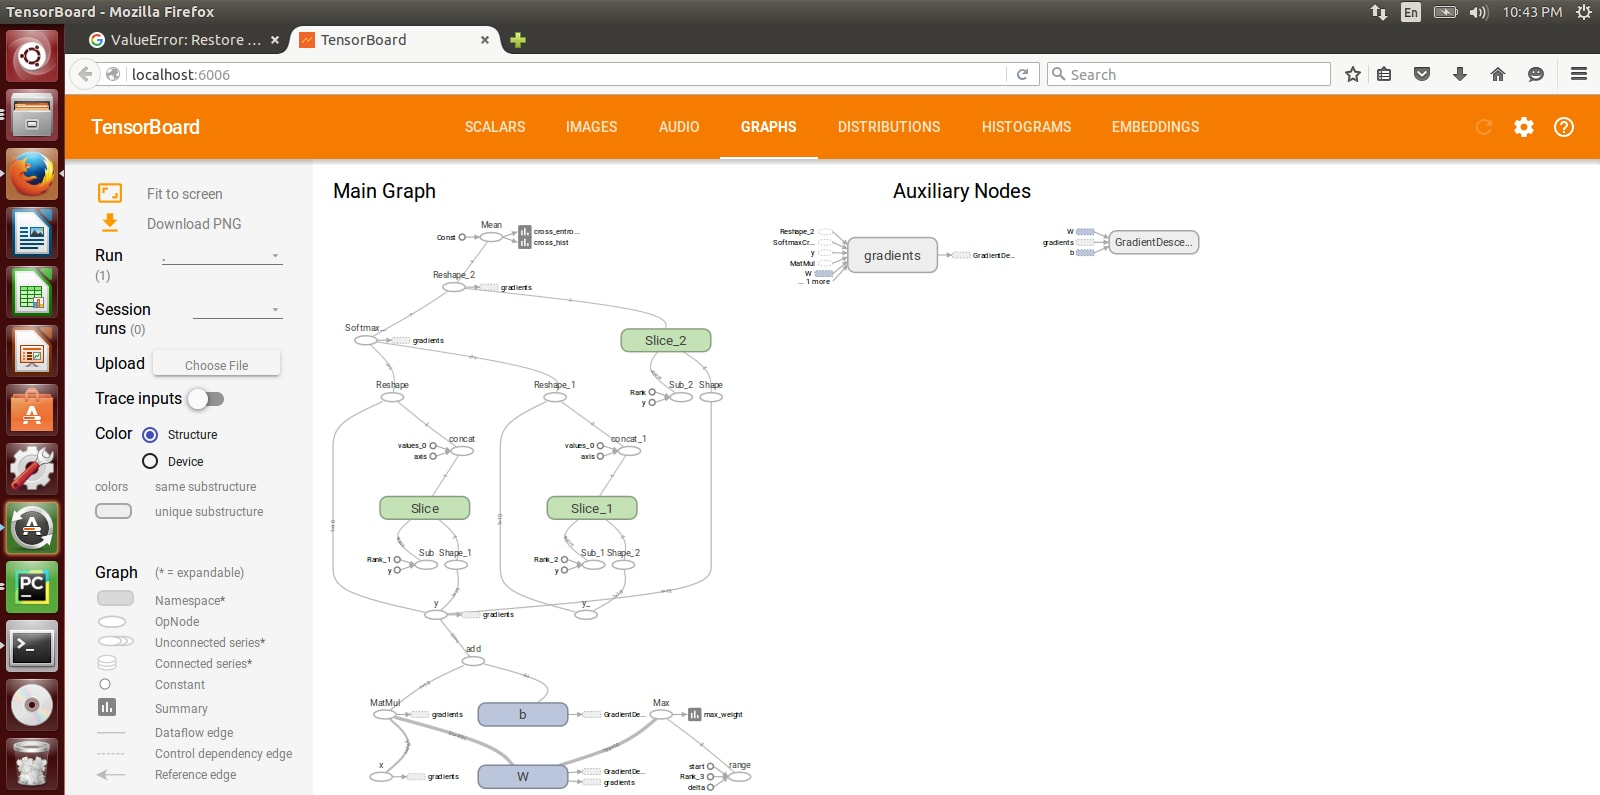 TensorBoard - Mozilla Firefox
En
10:43 PM
ValueError: Restore ...
TensorBoard
localhost:6006
Search
TensorBoard
SCALARS
IMAGES
AUDIO
GRAPHS
DISTRIBUTIONS
HISTOGRAMS
EMBEDDINGS
Fit to screen
Download PNG
Run
(1)
.
Session
runs (0)
Upload
Choose File
Trace inputs
Color
Structure
Device
colors
same substructure
unique substructure
Graph
(* = expandable)
Namespace*
OpNode
Unconnected series*
Connected series*
Constant
Summary
Dataflow edge
Control dependency edge
Reference edge
PC
Main Graph
Mean
Const
cross_entro...
cross_hist
Reshape_2
gradients
Softmax...
gradients
Slice_2
Reshape
Reshape_1
Rank
y
Sub_2
Shape
values_0
axis
concat
values_0
axis
concat_1
Slice
Slice_1
Rank_1
y
Sub
Shape_1
Rank_2
y
Sub_1
Shape_2
y
gradients
y_
add
MatMul
gradients
b
GradientDe...
Max
max_weight
x
gradients
W
GradientDe...
gradients
start
Rank_3
delta
range
Auxiliary Nodes
Reshape_2
SoftmaxCr...
y
MatMul
W
... 1 more
gradients
GradientDe...
W
gradients
b
GradientDesce...